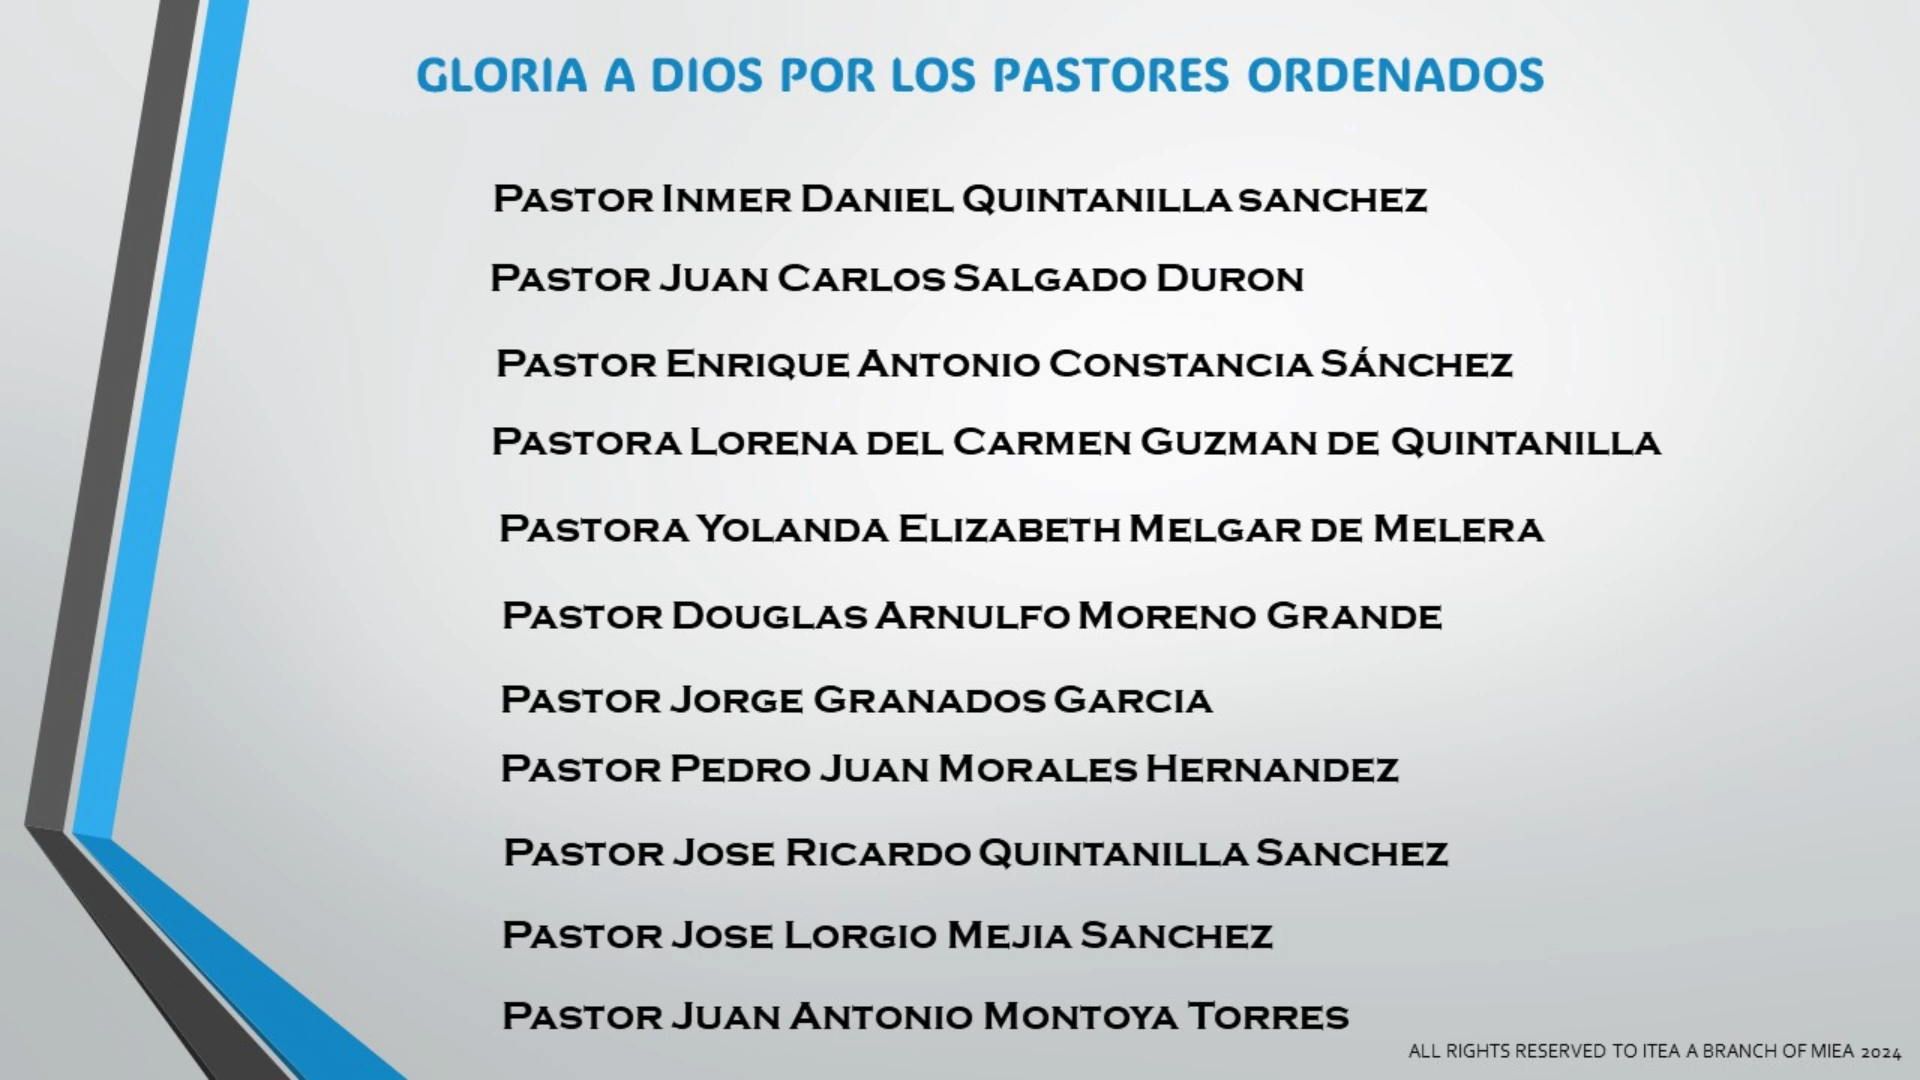 GLORIA A DIOS POR LOS PASTORES ORDENADOS
Pastor Inmer Daniel Quintanilla sanchez
Pastor Juan Carlos Salgado Duron
Pastor Enrique Antonio Constancia Sánchez
Pastora Lorena del Carmen Guzman de Quintanilla
Pastora Yolanda Elizabeth Melgar de Melera
Pastor Douglas Arnulfo Moreno Grande
Pastor Jorge Granados Garcia
Pastor Pedro Juan Morales Hernandez
Pastor Jose Ricardo Quintanilla Sanchez
Pastor Jose Lorgio Mejia Sanchez
Pastor Juan Antonio Montoya Torres
ALL RIGHTS RESERVED TO ITEA A BRANCH OF MIEA 2024